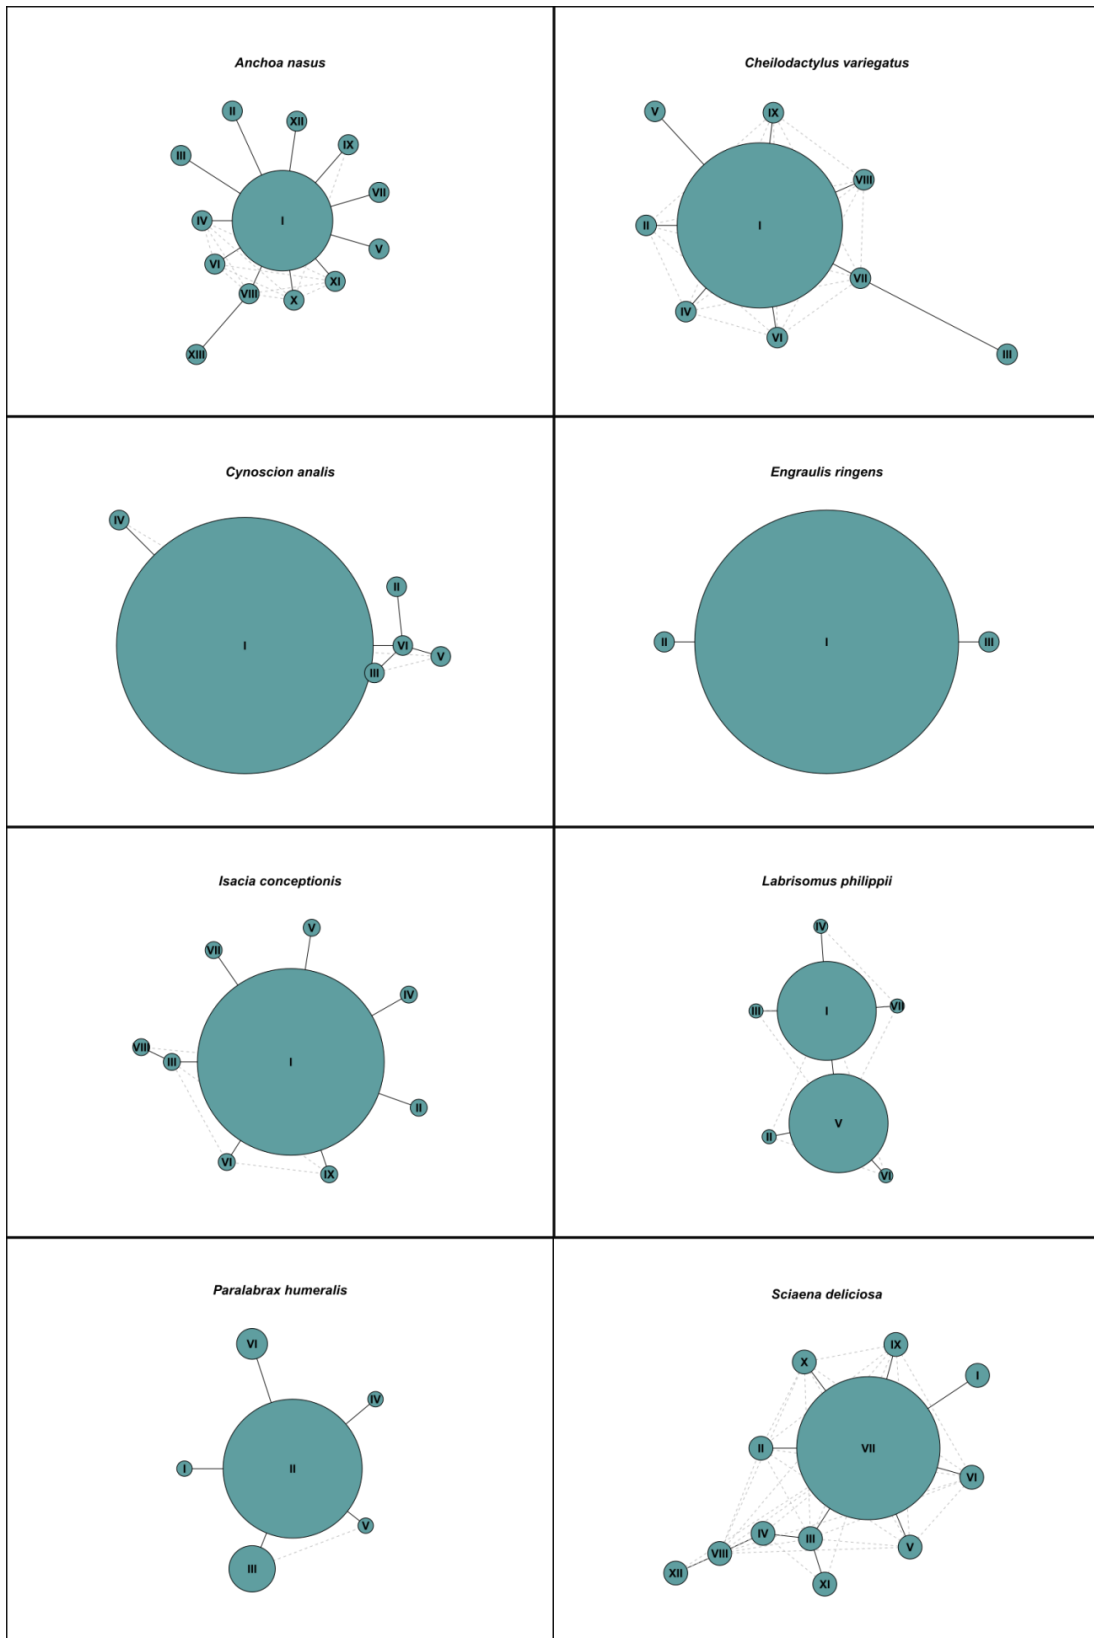 Anchoa nasus
II
XII
IX
III
VII
IV
I
V
VI
XI
VIII
X
XIII
Cheilodactylus variegatus
V
IX
VIII
II
I
VII
IV
VI
III
Cynoscion analis
IV
II
I
VI
V
III
Engraulis ringens
II
I
III
Isacia conceptionis
V
VII
IV
VIII
III
I
II
VI
IX
Labrisomus philippii
IV
III
I
VII
V
II
VI
Paralabrax humeralis
VI
IV
I
II
V
III
Sciaena deliciosa
IX
X
I
II
VII
VI
IV
III
V
VIII
XII
XI